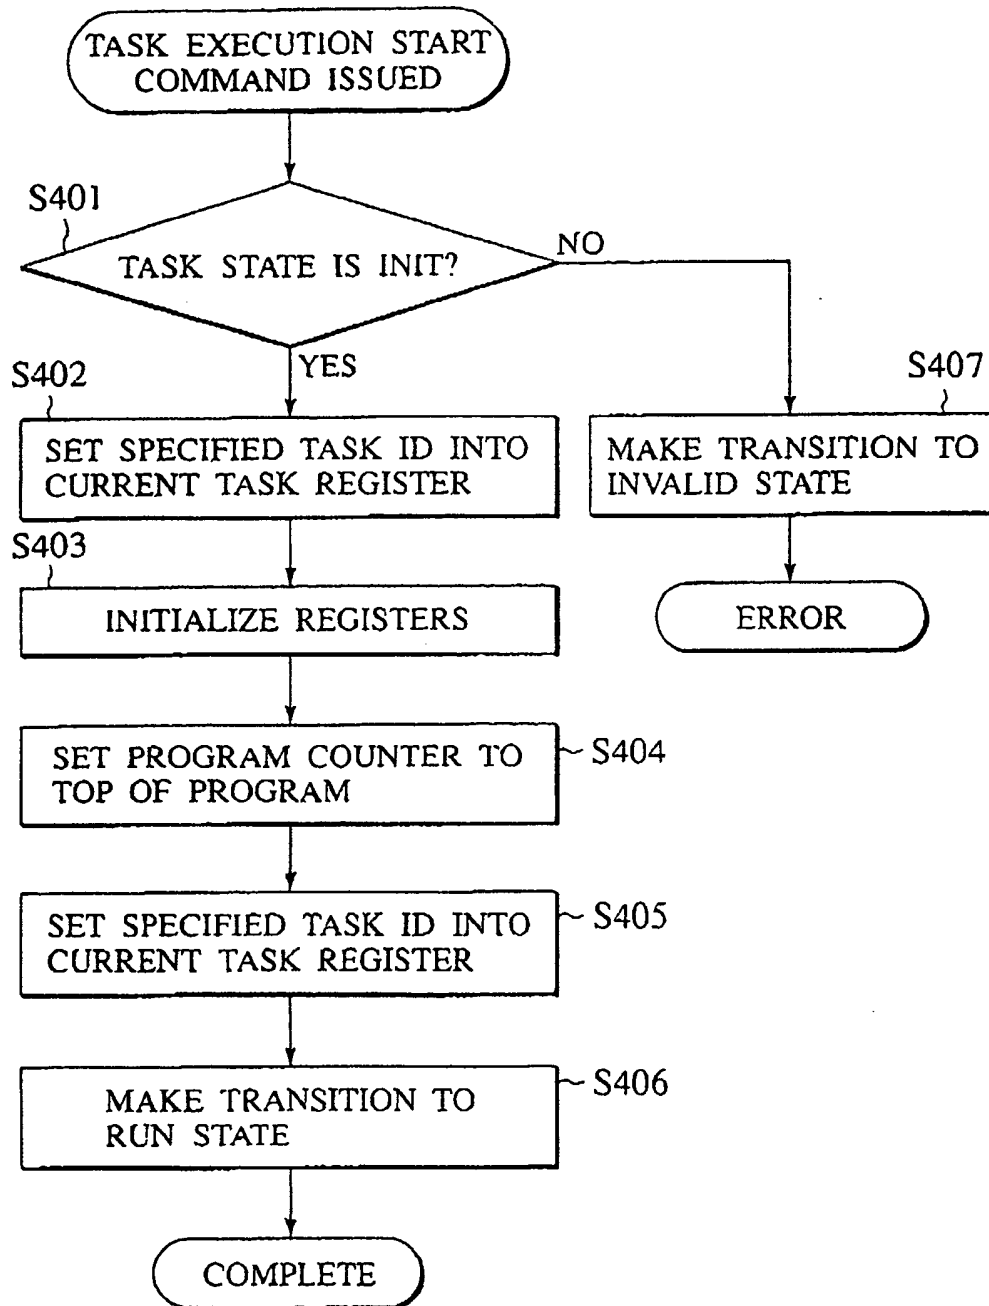 TASK EXECUTION START
COMMAND ISSUED
S401
TASK STATE IS INIT?
NO
YES
S402
SET SPECIFIED TASK ID INTO
CURRENT TASK REGISTER
S407
MAKE TRANSITION TO
INVALID STATE
S403
INITIALIZE REGISTERS
ERROR
SET PROGRAM COUNTER TO
TOP OF PROGRAM
S404
SET SPECIFIED TASK ID INTO
CURRENT TASK REGISTER
S405
MAKE TRANSITION TO
RUN STATE
S406
COMPLETE